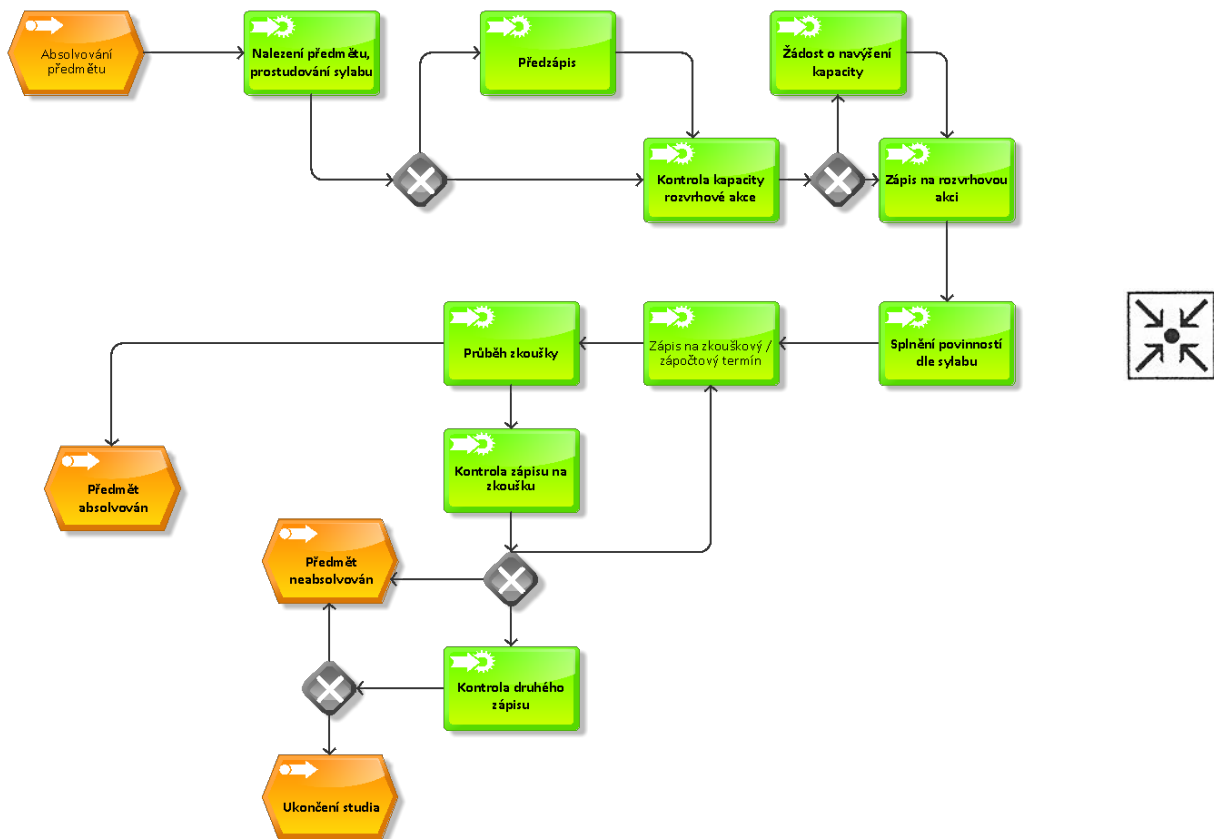 Absolvování
předmětu
Nalezení předmětu,
prostudování sylabu
Předzápis
Žádost o navýšení
kapacity
Kontrola kapacity
rozvrhové akce
Zápis na rozvrhovou
akci
Průběh zkoušky
Zápis na zkouškový /
zápočtový termín
Splnění povinností
dle sylabu
Předmět
absolvován
Kontrola zápisu na
zkoušku
Předmět
neabsolvován
Kontrola druhého
zápisu
Ukončení studia